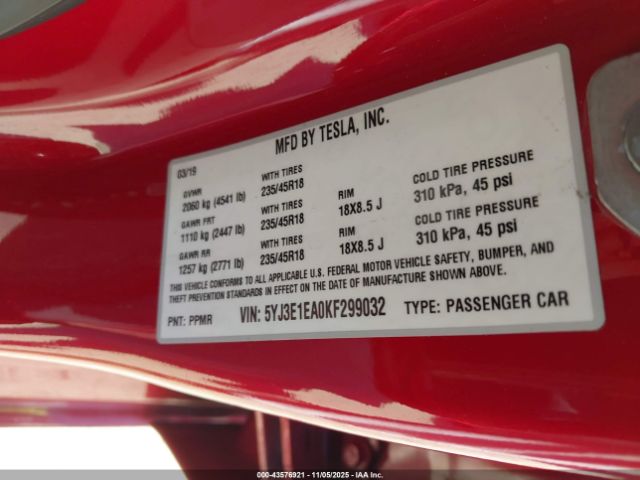 MFD BY TESLA, INC.
03/19
GVWR
2060 kg (4541 lb)
WITH TIRES
235/45R18
GAWR FRT
1110 kg (2447 lb)
WITH TIRES
235/45R18
RIM
18X8.5 J
COLD TIRE PRESSURE
310 kPa, 45 psi
GAWR RR
1257 kg (2771 lb)
WITH TIRES
235/45R18
RIM
18X8.5 J
COLD TIRE PRESSURE
310 kPa, 45 psi
THIS VEHICLE CONFORMS TO ALL APPLICABLE U.S. FEDERAL MOTOR VEHICLE SAFETY, BUMPER, AND
THEFT PREVENTION STANDARDS IN EFFECT ON THE DATE OF MANUFACTURE SHOWN ABOVE.
PNT: PPMR VIN: 5YJ3E1EA0KF299032 TYPE: PASSENGER CAR
000-43576921 - 11/05/2025 - IAA Inc.